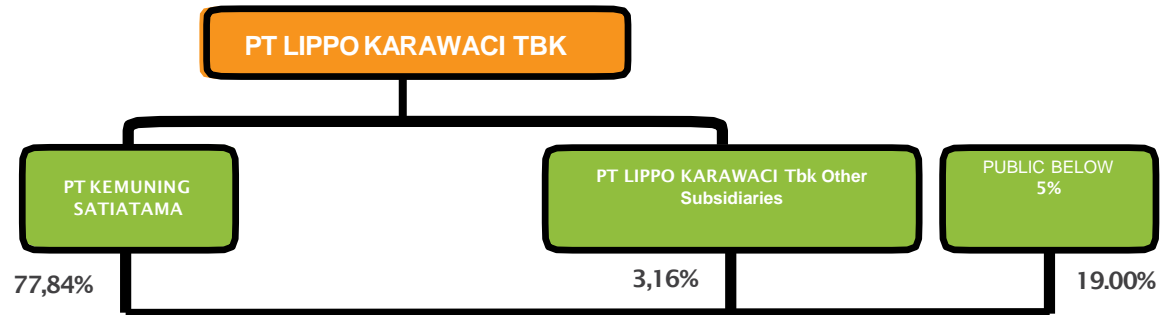 PT LIPPO KARAWACI TBK
PT KEMUNING
SATIATAMA
PT LIPPO KARAWACI Tbk Other
Subsidiaries
PUBLIC BELOW
5%
77,84%
3,16%
19.00%